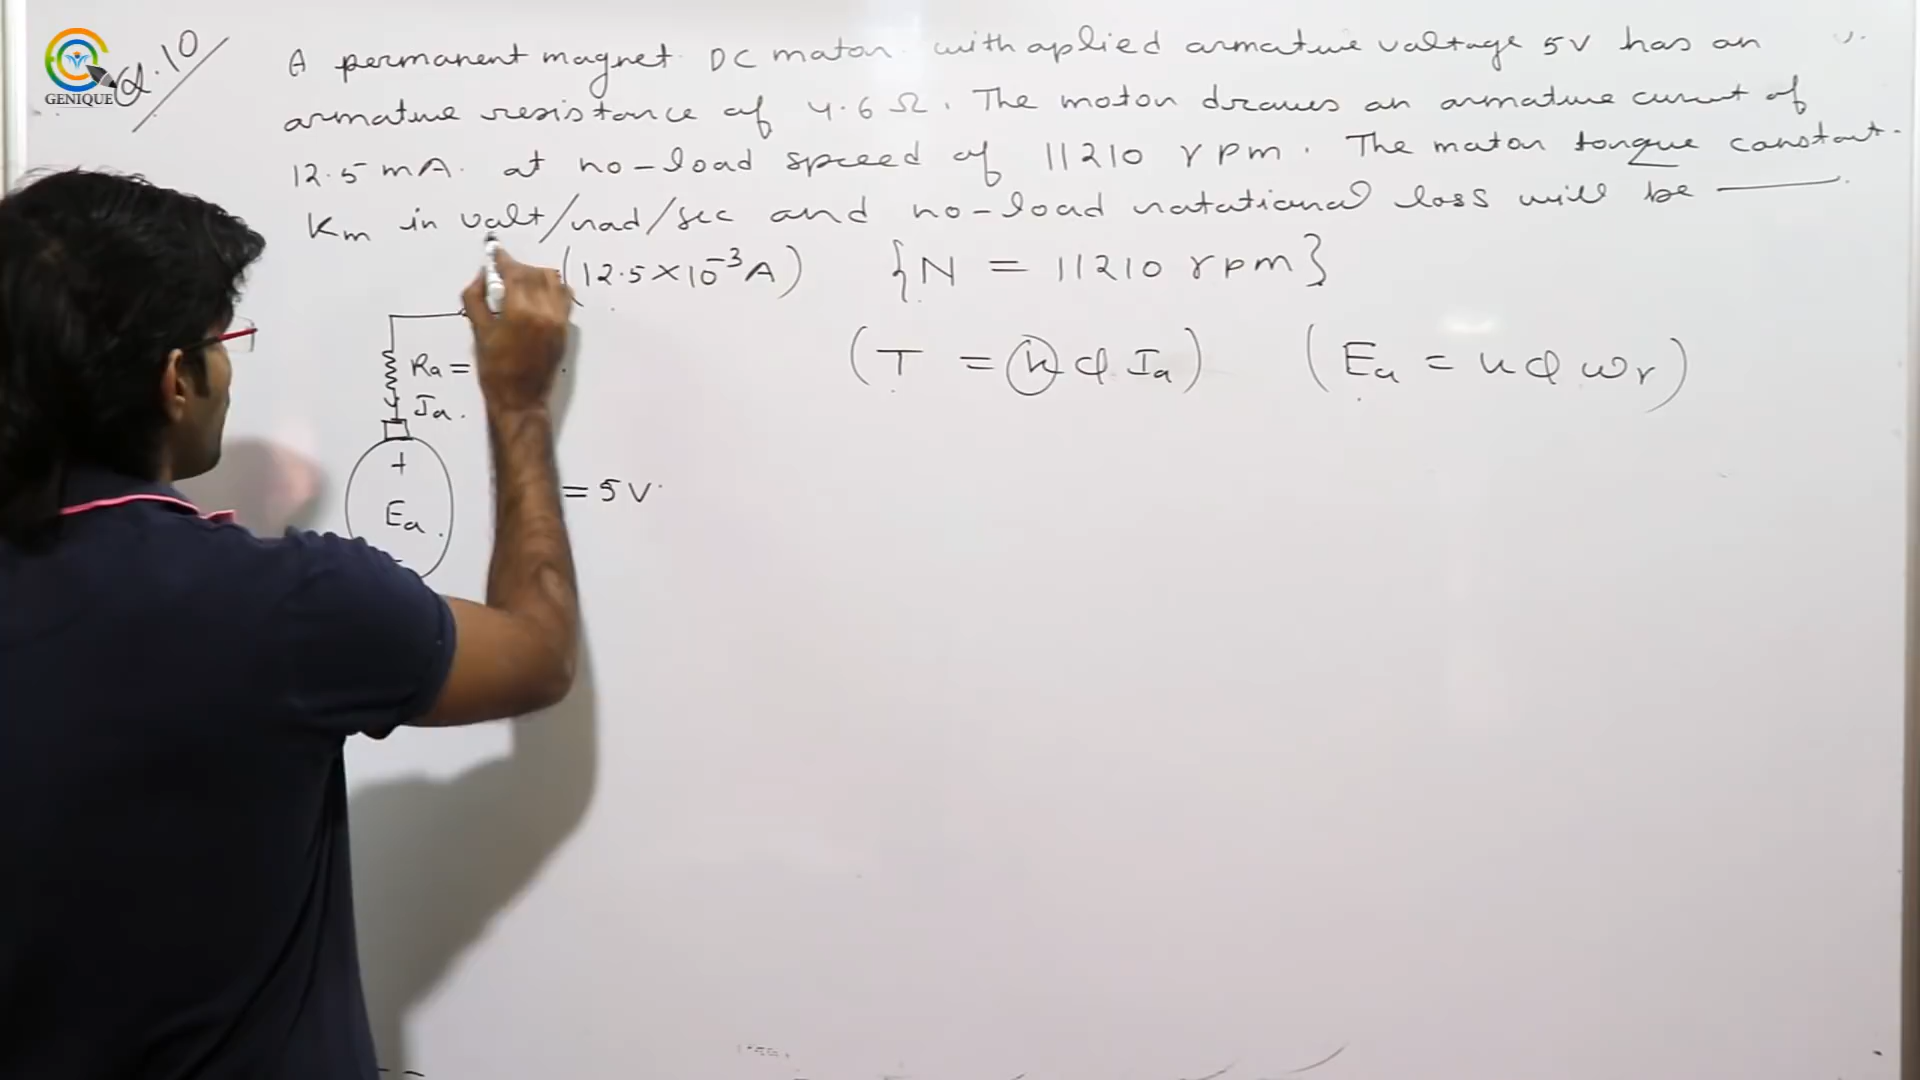 GENIQUE
Q.10
A permanent magnet DC motor with aplied armature voltage 5V has an
armature resistance of 4.6 Ω. The motor draws an armature current of
12.5 mA. at no-load speed of 11210 rpm. The motor torque constant.
Km in volt/rad/sec and no-load rotational loss will be ———.
(12.5×10⁻³A) {N = 11210 rpm}
(T = k φ Ia) (Ea = k φ ωr)
Ra =
Ia.
+
Ea.
= 5V.